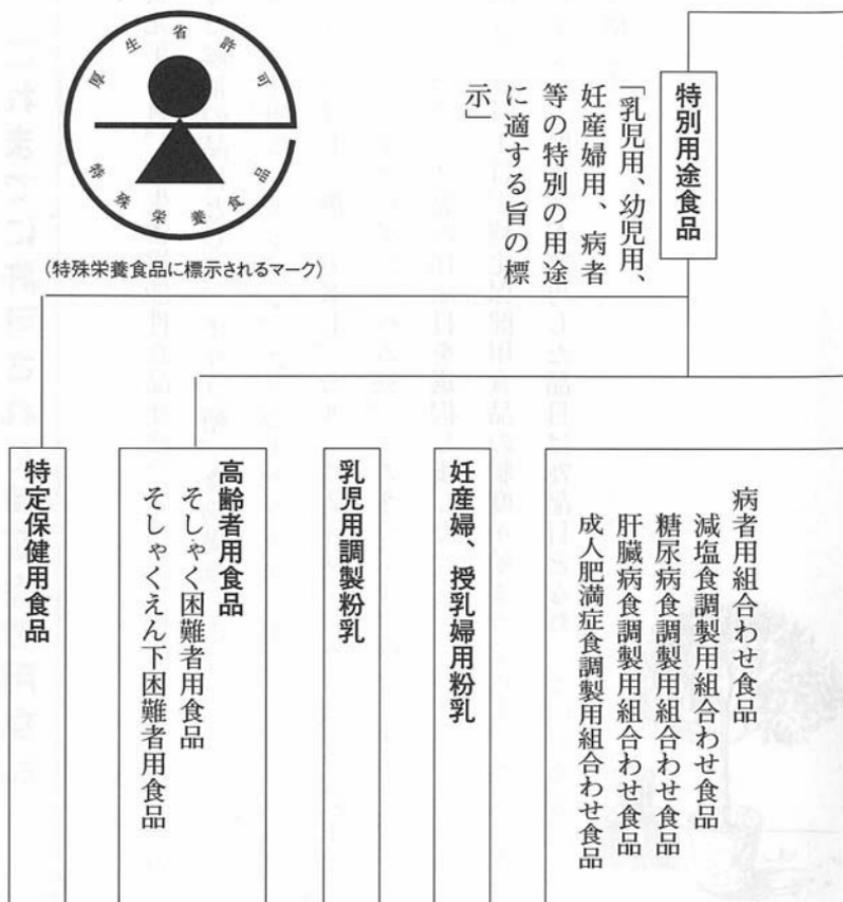 特別用途食品
「乳児用、幼児用、
妊産婦用、病者
等の特別の用途
に適する旨の標
示」
厚生省許可
特殊栄養食品
(特殊栄養食品に標示されるマーク)
病者用組合わせ食品
減塩食調製用組合わせ食品
糖尿病食調製用組合わせ食品
肝臓病食調製用組合わせ食品
成人肥満症食調製用組合わせ食品
妊産婦、授乳婦用粉乳
乳児用調製粉乳
高齢者用食品
そしゃく困難者用食品
そしゃくえん下困難者用食品
特定保健用食品